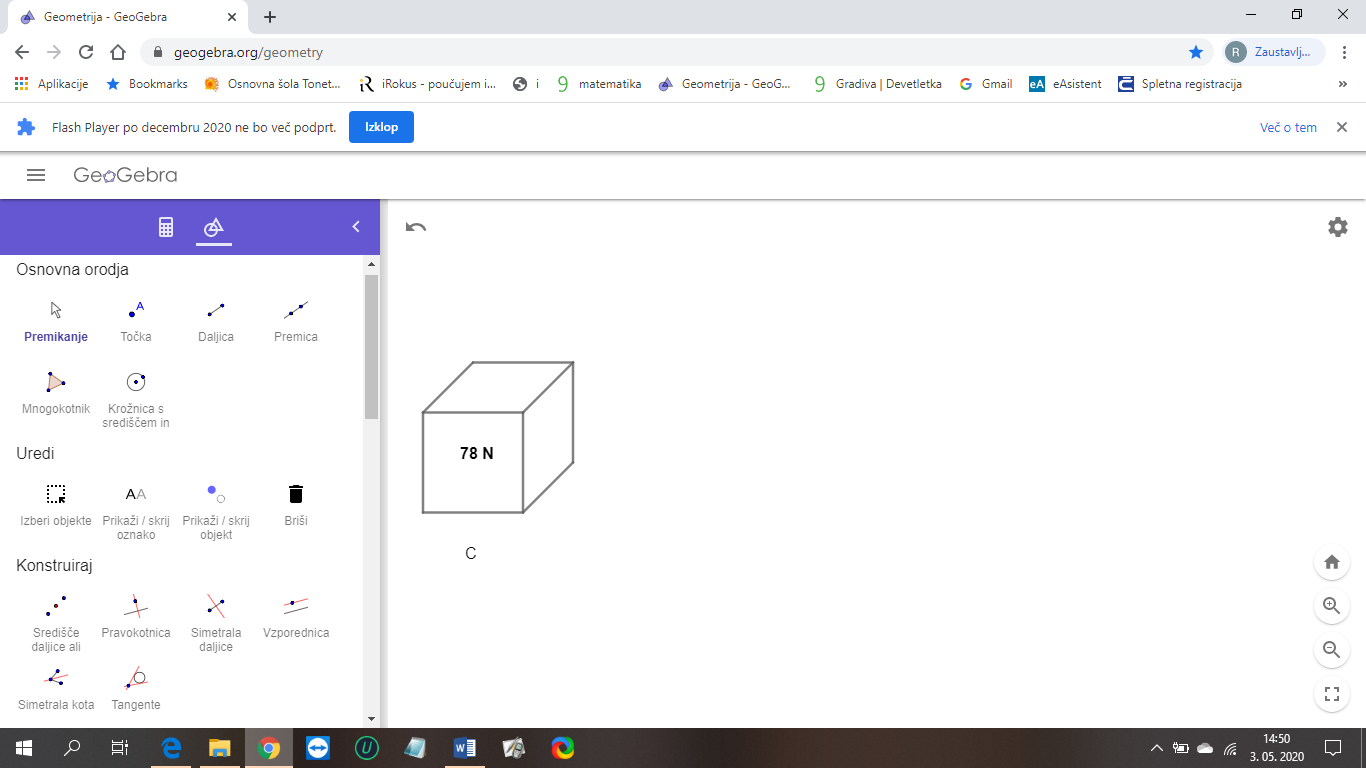 Geometrija - GeoGebra
geogebra.org/geometry
R Zaustavlj...
Aplikacije Bookmarks Osnovna šola Tonet... iRokus - poučujem i... i matematika Geometrija - GeoG... Gradiva | Devetletka Gmail eA eAsistent Spletna registracija »
Flash Player po decembru 2020 ne bo več podprt. Izklop Več o tem
GeoGebra
Osnovna orodja
A
Premikanje Točka Daljica Premica
Mnogokotnik Krožnica s
središčem in
Uredi
AA
Izberi objekte Prikaži / skrij Prikaži / skrij Briši
oznako objekt
Konstruiraj
Središče Pravokotnica Simetrala Vzporednica
daljice ali daljice
Simetrala kota Tangente
78 N
C
14:50
3. 05. 2020